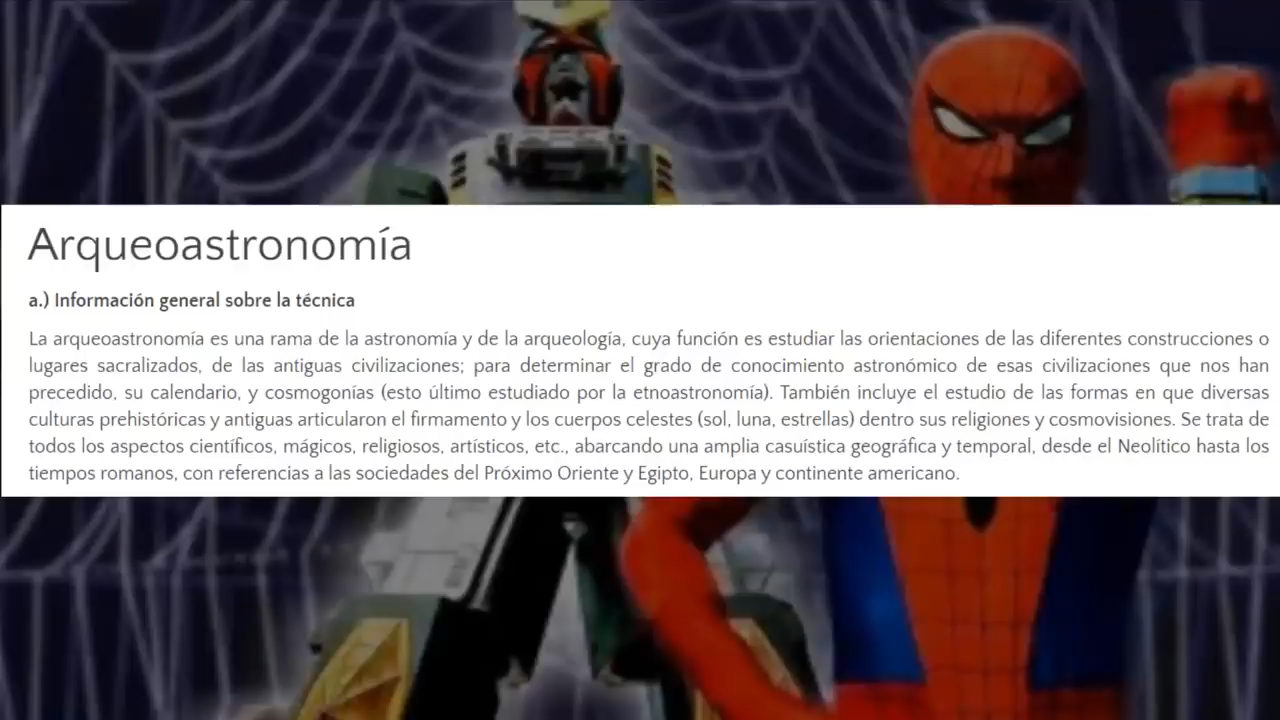 Arqueoastronomía
a.) Información general sobre la técnica
La arqueoastronomía es una rama de la astronomía y de la arqueología, cuya función es estudiar las orientaciones de las diferentes construcciones o
lugares sacralizados, de las antiguas civilizaciones; para determinar el grado de conocimiento astronómico de esas civilizaciones que nos han
precedido, su calendario, y cosmogonías (esto último estudiado por la etnoastronomía). También incluye el estudio de las formas en que diversas
culturas prehistóricas y antiguas articularon el firmamento y los cuerpos celestes (sol, luna, estrellas) dentro sus religiones y cosmovisiones. Se trata de
todos los aspectos científicos, mágicos, religiosos, artísticos, etc., abarcando una amplia casuística geográfica y temporal, desde el Neolítico hasta los
tiempos romanos, con referencias a las sociedades del Próximo Oriente y Egipto, Europa y continente americano.